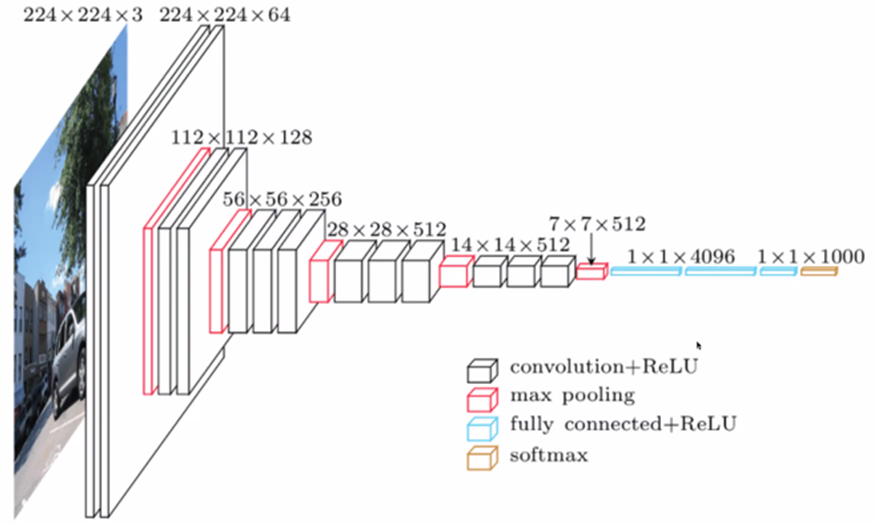 224×224×3
224×224×64
112×112×128
56×56×256
28×28×512
14×14×512
7×7×512
1×1×4096
1×1×1000
convolution+ReLU
max pooling
fully connected+ReLU
softmax